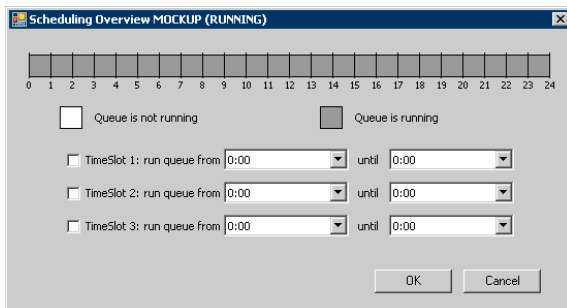 Scheduling Overview MOCKUP (RUNNING)
0 1 2 3 4 5 6 7 8 9 10 11 12 13 14 15 16 17 18 19 20 21 22 23 24
Queue is not running Queue is running
TimeSlot 1: run queue from 0:00 until 0:00
TimeSlot 2: run queue from 0:00 until 0:00
TimeSlot 3: run queue from 0:00 until 0:00
OK Cancel